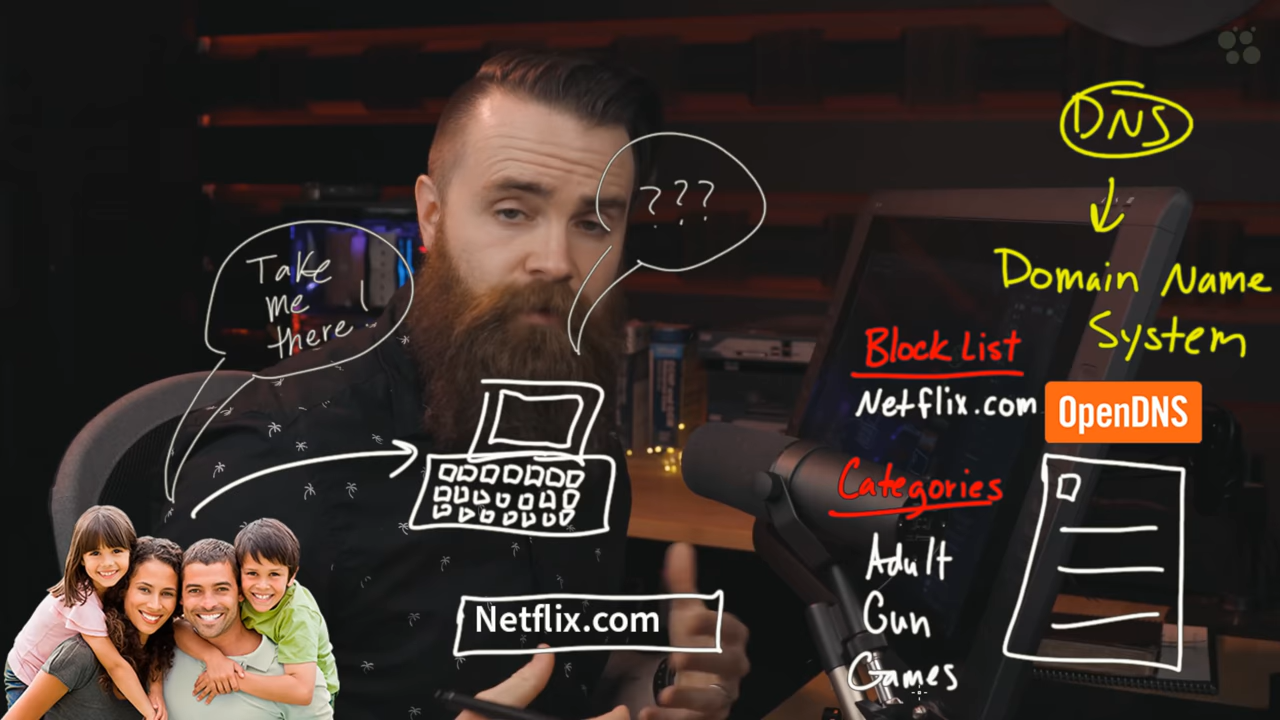 DNS
Domain Name
System
???
Take
me
there!
Block List
Netflix.com
OpenDNS
Categories
Adult
Gun
Games
Netflix.com